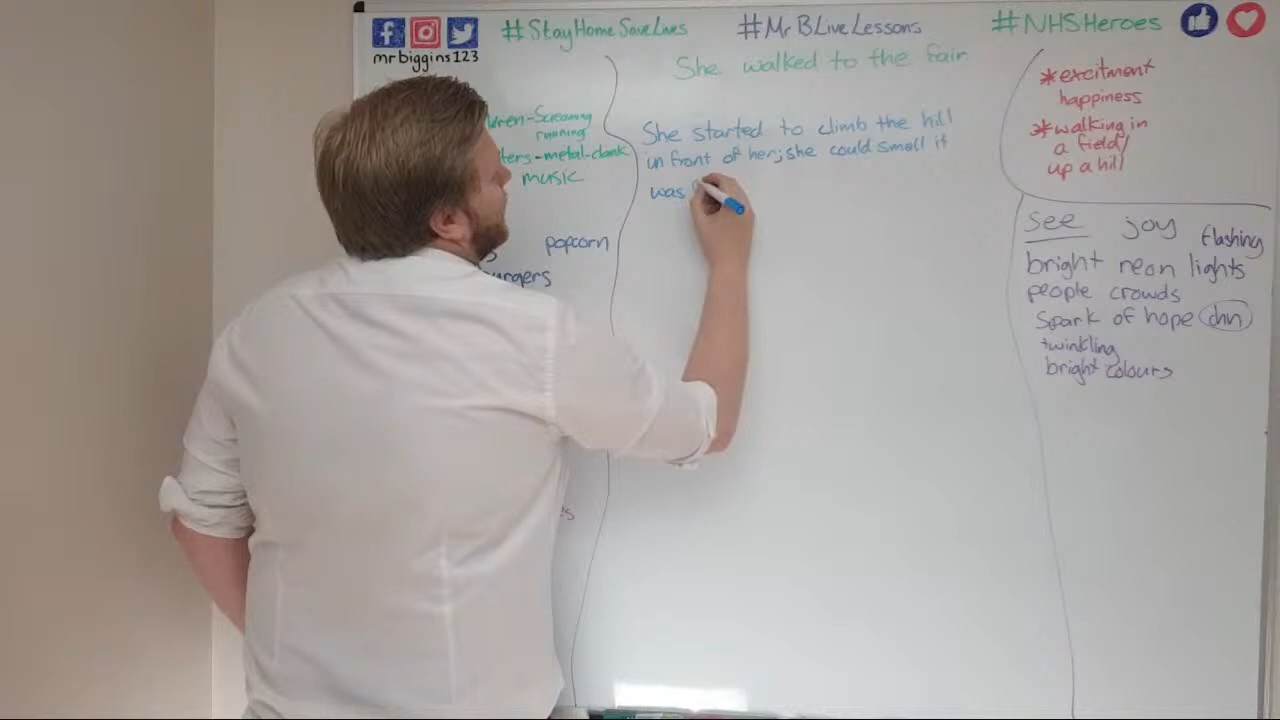 #StayHomeSaveLives #MrBLiveLessons #NHSHeroes
mrbiggins123
She walked to the fair.
dren-Screaming
running
ters-metal-clank
music
popcorn
urgers
She started to climb the hill
in front of her; she could smell it
was
*excitment
happiness
*walking in
a field/
up a hill
see joy flashing
bright neon lights
people crowds
spark of hope
twinkling
bright colours